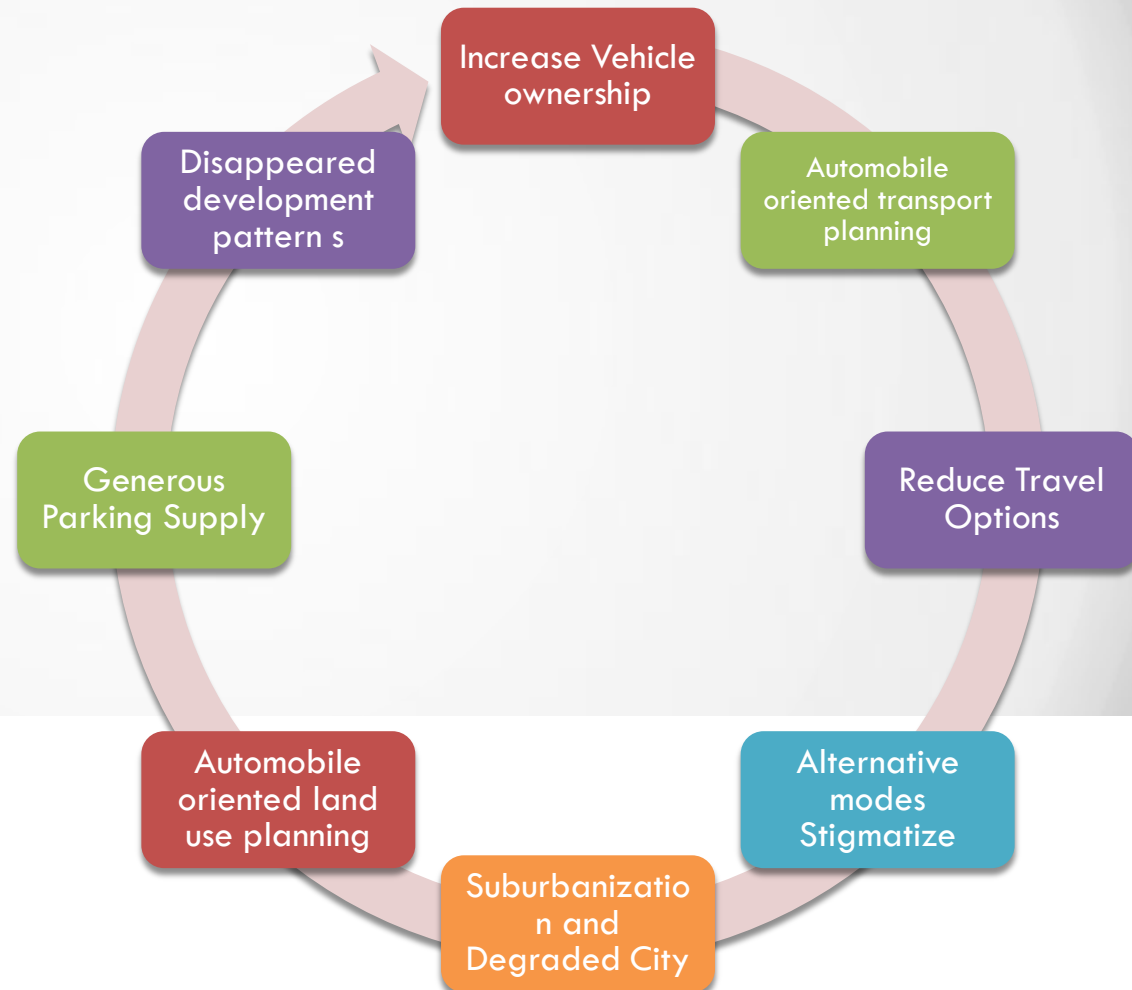 Increase Vehicle
ownership
Automobile
oriented transport
planning
Reduce Travel
Options
Alternative
modes
Stigmatize
Suburbanizatio
n and
Degraded City
Automobile
oriented land
use planning
Generous
Parking Supply
Disappeared
development
pattern s